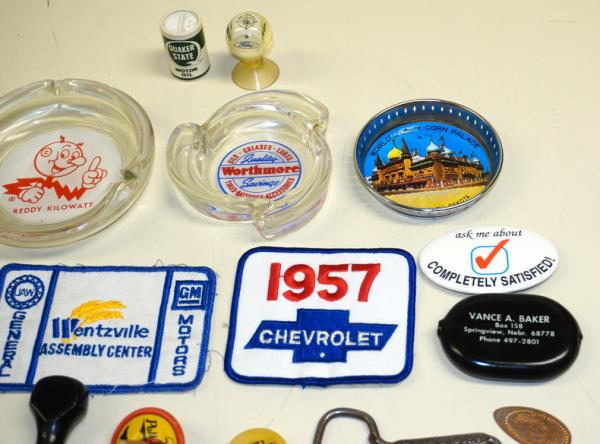 QUAKER
STATE
MOTOR
OIL
Ford
® REDDY KILOWATT
OILS - GREASES - LUBES
Quality
Worthmore
Savings
TIRES-BATTERIES-ACCESSORIES
CORN PALACE
ask me about
COMPLETELY SATISFIED!
UAW
GENERAL
Wentzville
ASSEMBLY CENTER
GM
MOTORS
1957
CHEVROLET
VANCE A. BAKER
Box 158
Springview, Nebr. 68778
Phone 497-2801